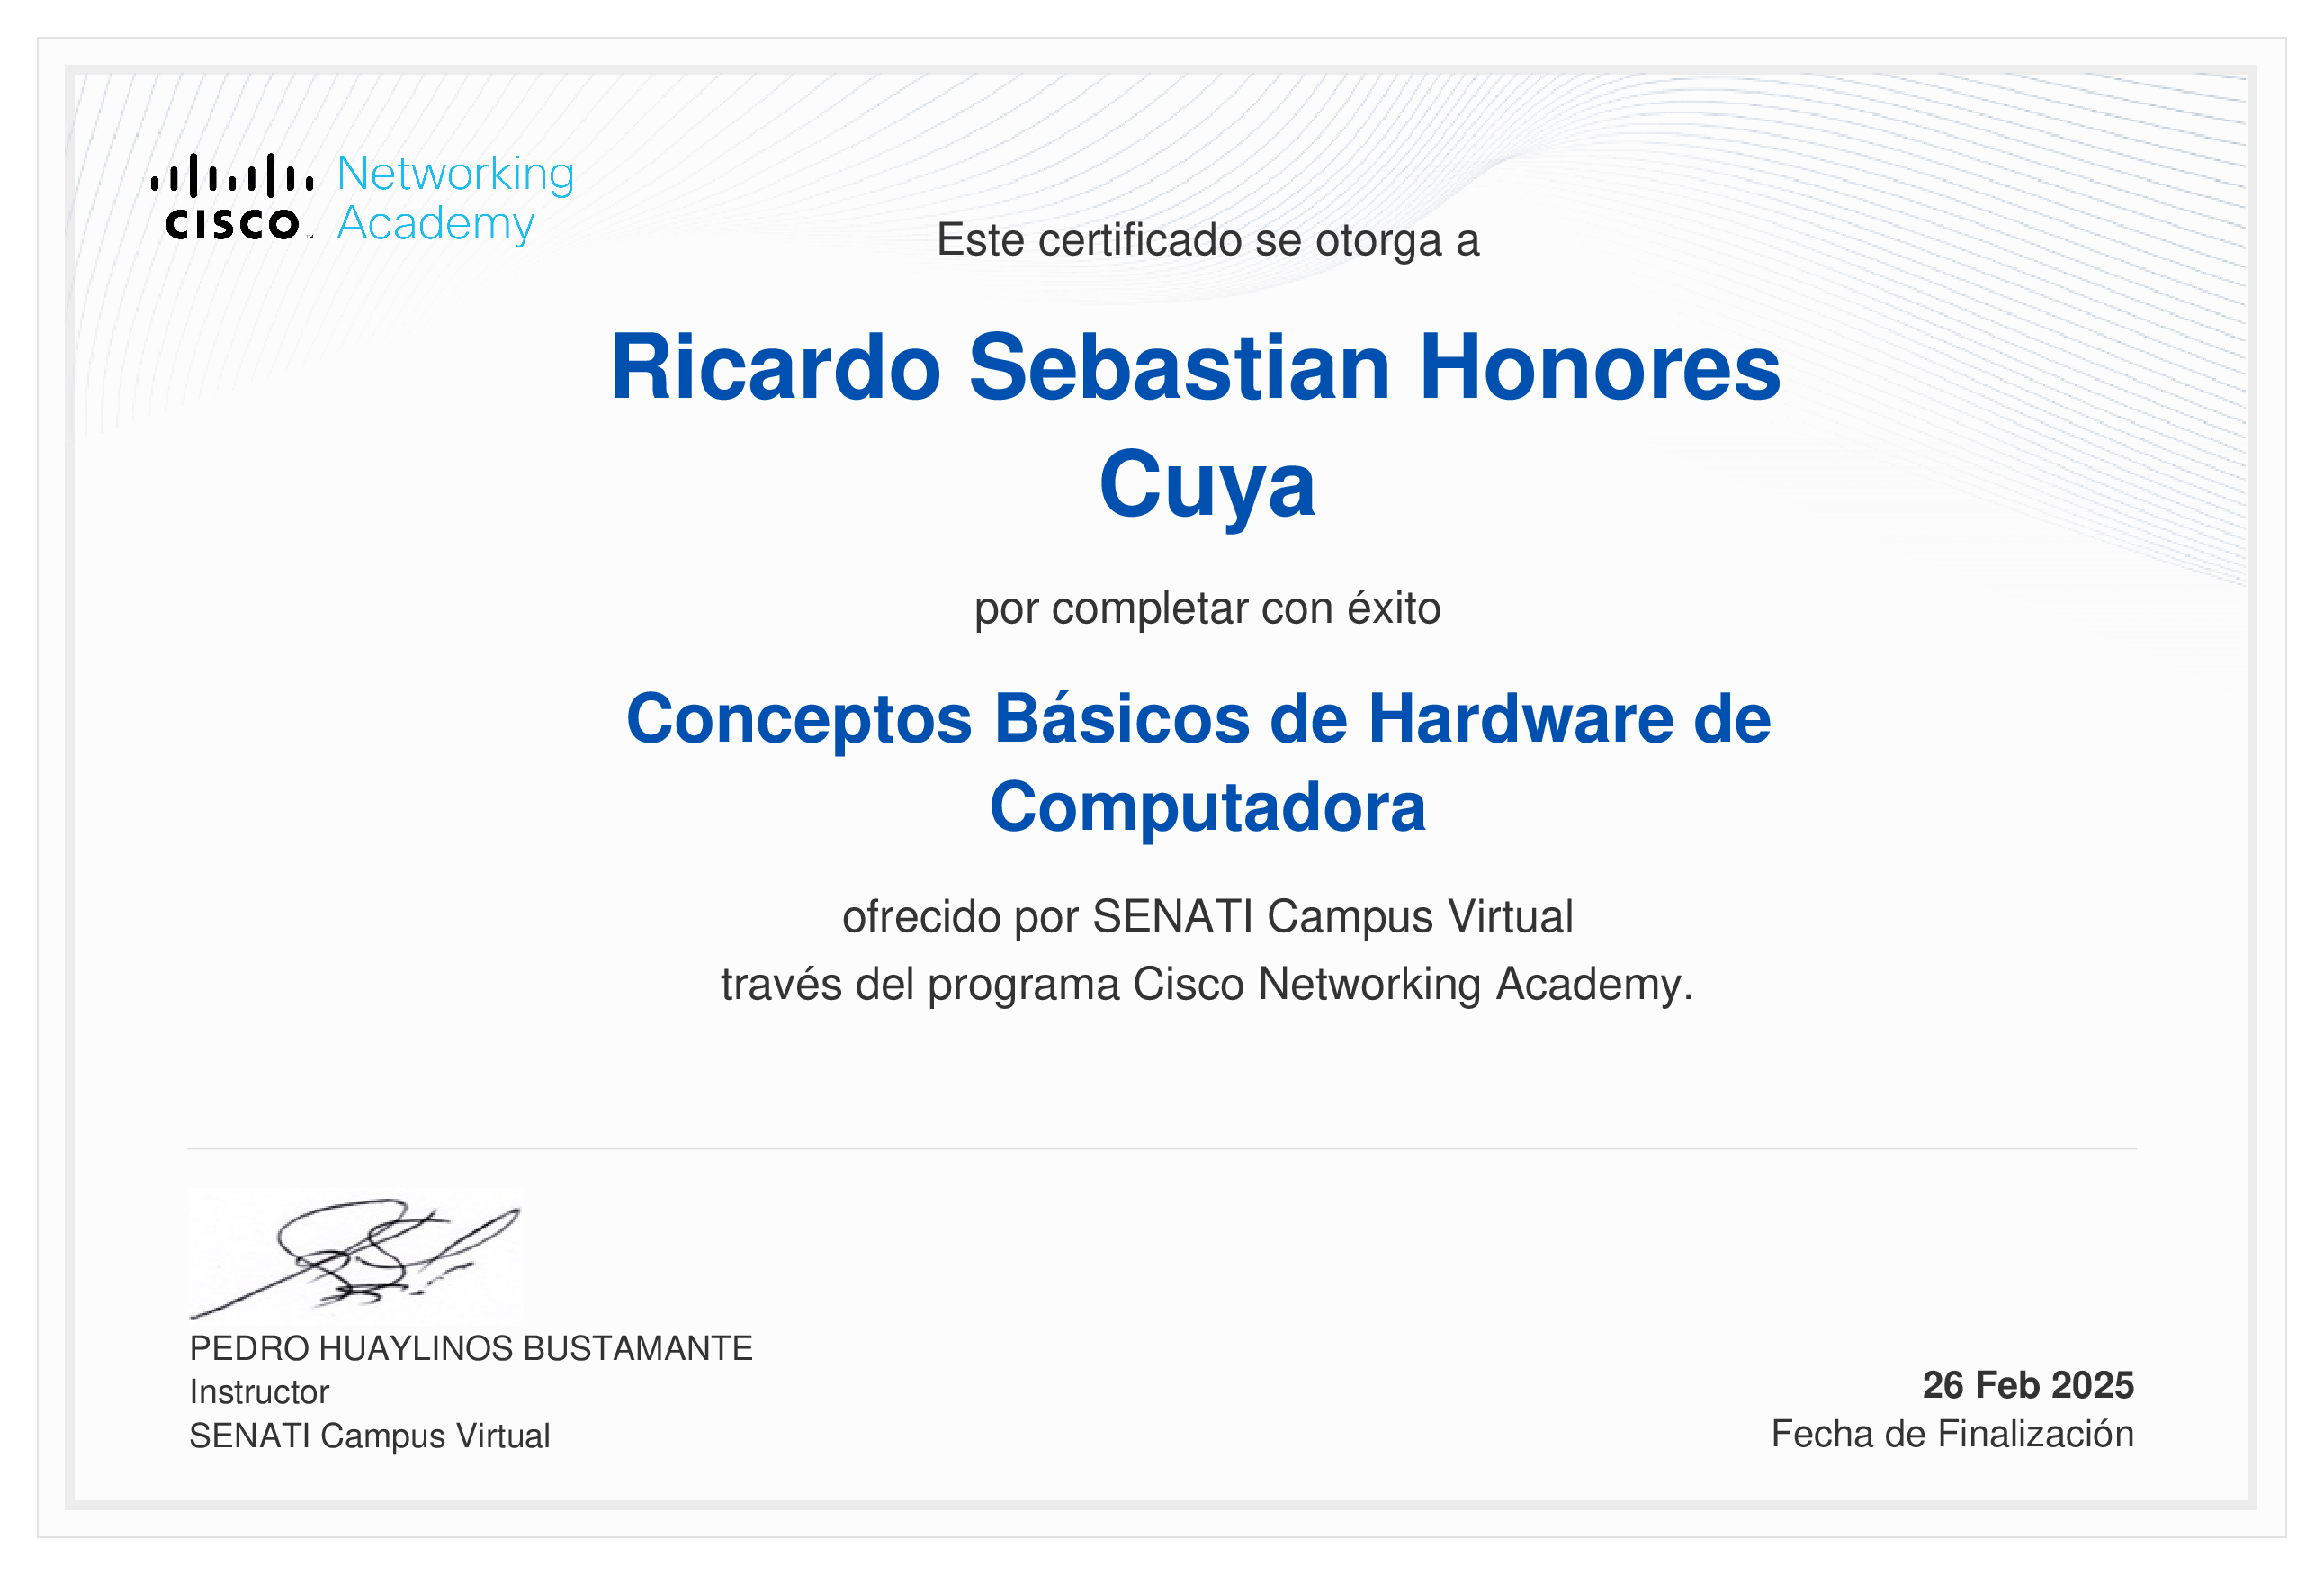 Networking
Academy
CISCO
Este certificado se otorga a
Ricardo Sebastian Honores
Cuya
por completar con éxito
Conceptos Básicos de Hardware de
Computadora
ofrecido por SENATI Campus Virtual
través del programa Cisco Networking Academy.
PEDRO HUAYLINOS BUSTAMANTE
Instructor
SENATI Campus Virtual
26 Feb 2025
Fecha de Finalización